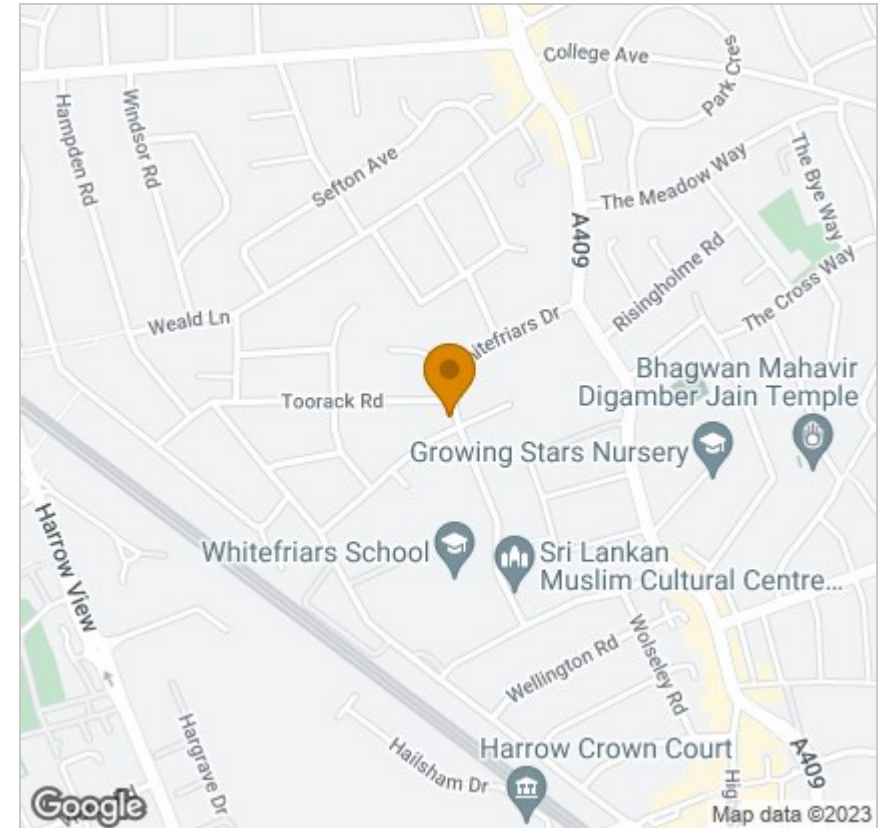 College Ave
Park Cres
Hampden Rd
Windsor Rd
Sefton Ave
The Meadow Way
The Bye Way
A409
Risingholme Rd
The Cross Way
Weald Ln
itefriars Dr
Toorack Rd
Bhagwan Mahavir
Digamber Jain Temple
Growing Stars Nursery
Harrow View
Whitefriars School
Sri Lankan
Muslim Cultural Centre...
Wellington Rd
Wolseley Rd
Hargrave Dr
Hailsham Dr
Harrow Crown Court
A409
High
Google
Map data ©2023